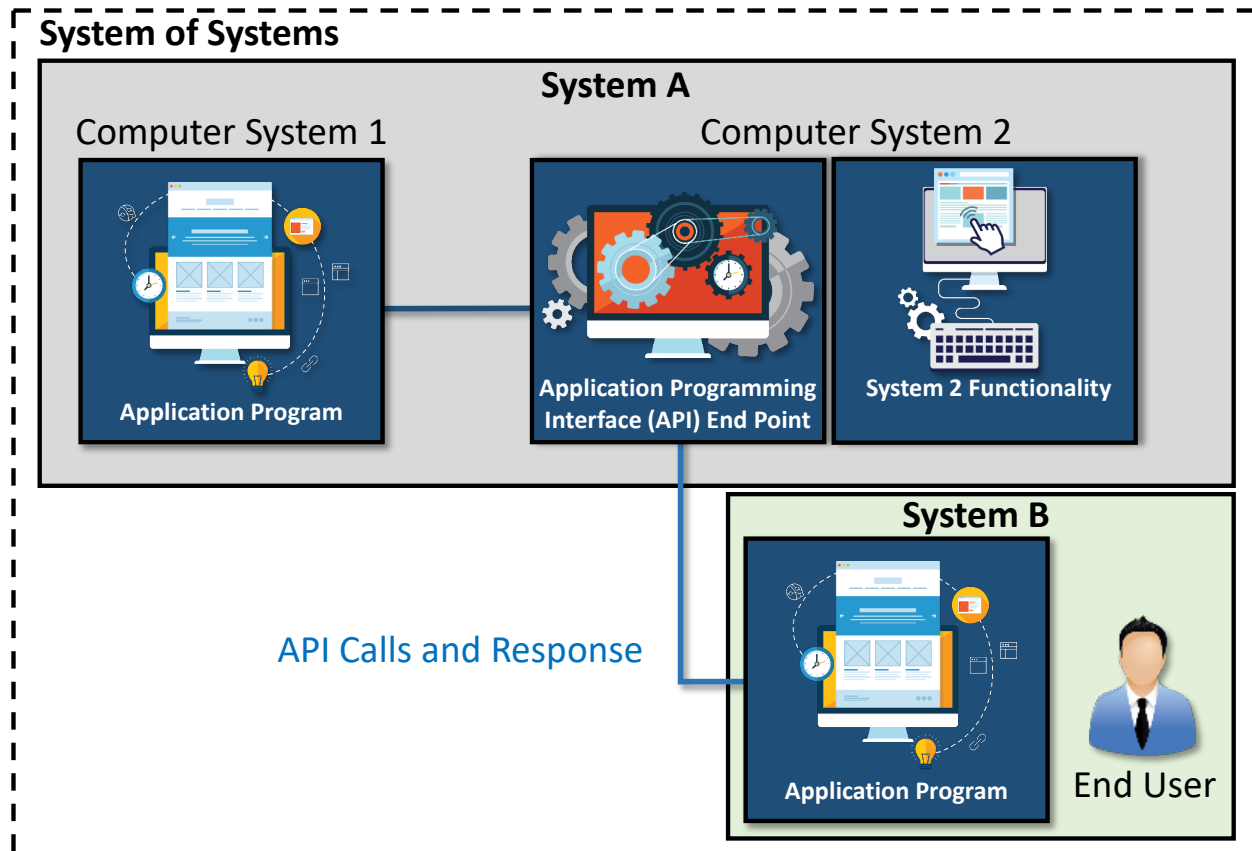 System of Systems
System A
Computer System 1
Computer System 2
Application Program
Application Programming
Interface (API) End Point
System 2 Functionality
System B
API Calls and Response
Application Program
End User